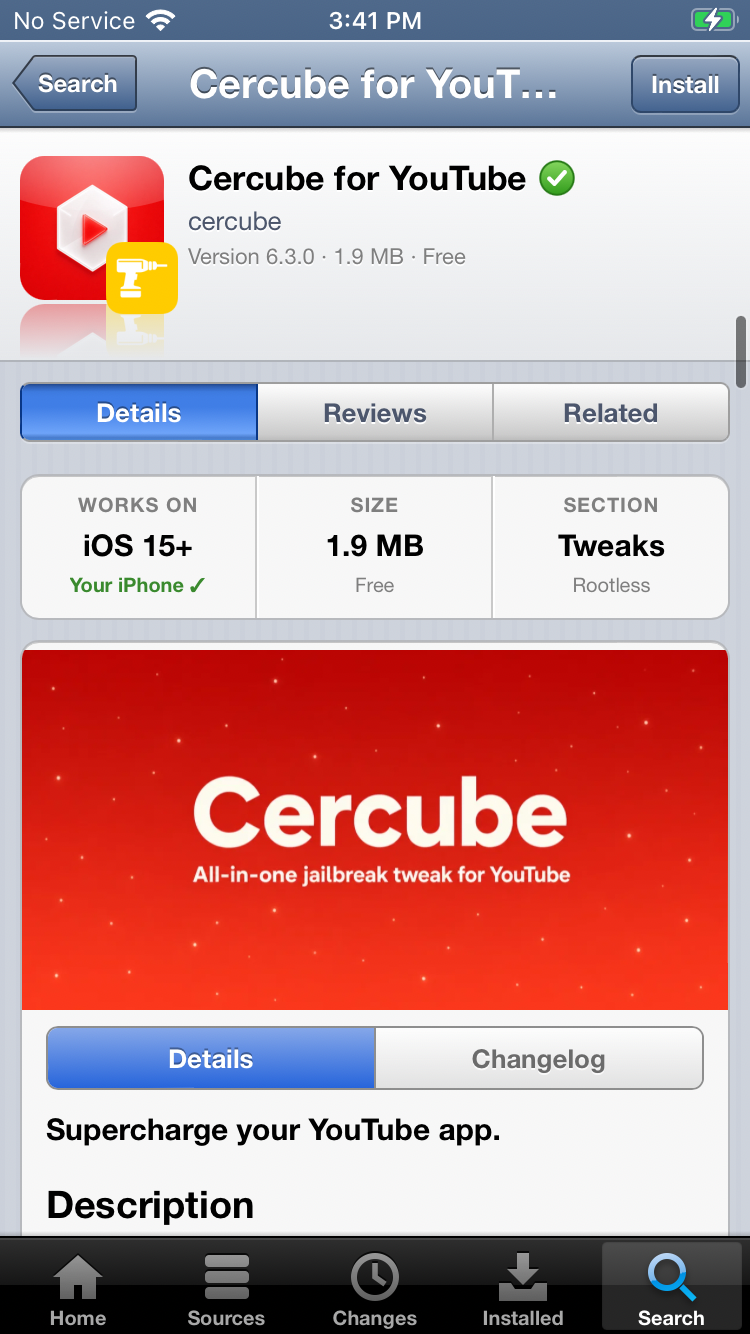 No Service 3:41 PM
Search Cercube for YouT... Install
Cercube for YouTube
cercube
Version 6.3.0 · 1.9 MB · Free
Details Reviews Related
WORKS ON SIZE SECTION
iOS 15+ 1.9 MB Tweaks
Your iPhone ✓ Free Rootless
Cercube
All-in-one jailbreak tweak for YouTube
Details Changelog
Supercharge your YouTube app.
Description
Home Sources Changes Installed Search